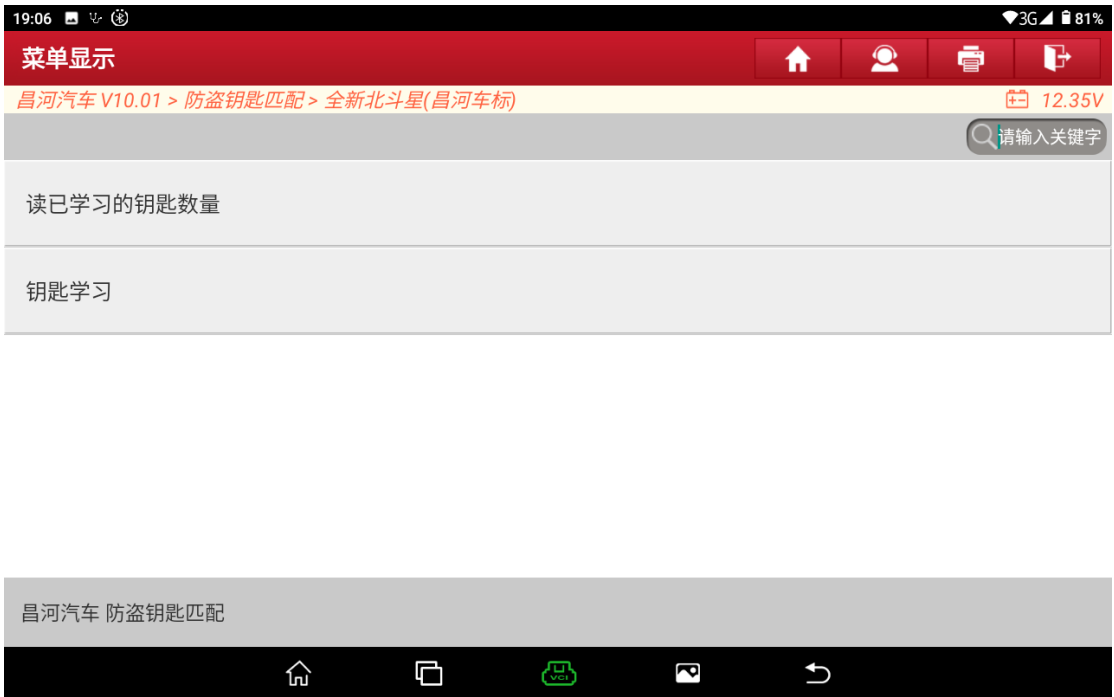 19:06
3G 81%
菜单显示
昌河汽车 V10.01 > 防盗钥匙匹配 > 全新北斗星(昌河车标)
12.35V
请输入关键字
读已学习的钥匙数量
钥匙学习
昌河汽车 防盗钥匙匹配
VCI